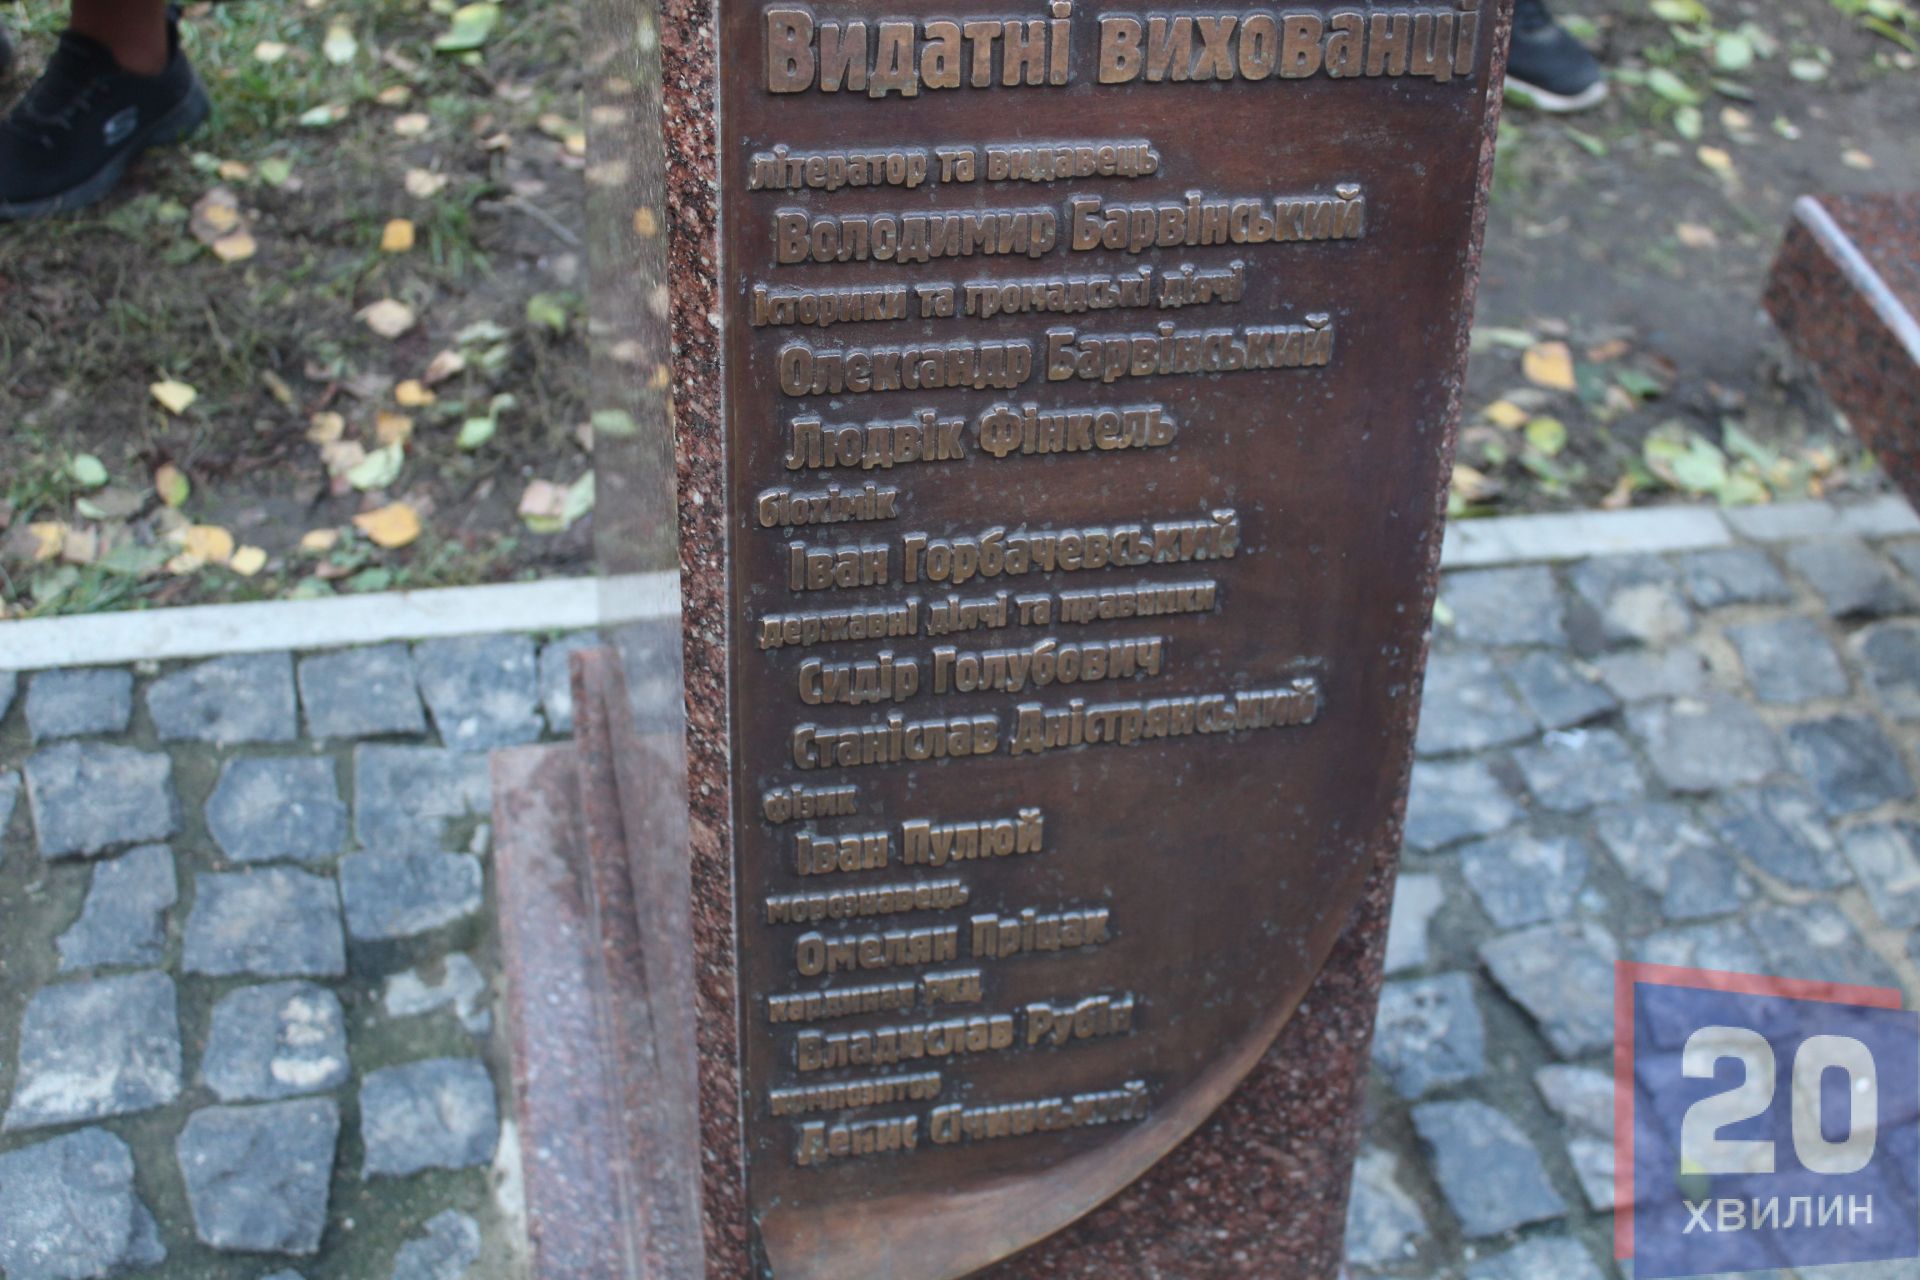 Видатні вихованці
літератор та видавець
Володимир Барвінський
історики та громадські діячі
Олександр Барвінський
Людвік Фінкель
біохімік
Іван Горбачевський
державні діячі та правники
Сидір Голубович
Станіслав Дністрянський
фізик
Іван Пулюй
мовознавець
Омелян Пріцак
кардинал РКЦ
Владислав Рубін
композитор
Денис Січинський
20
ХВИЛИН